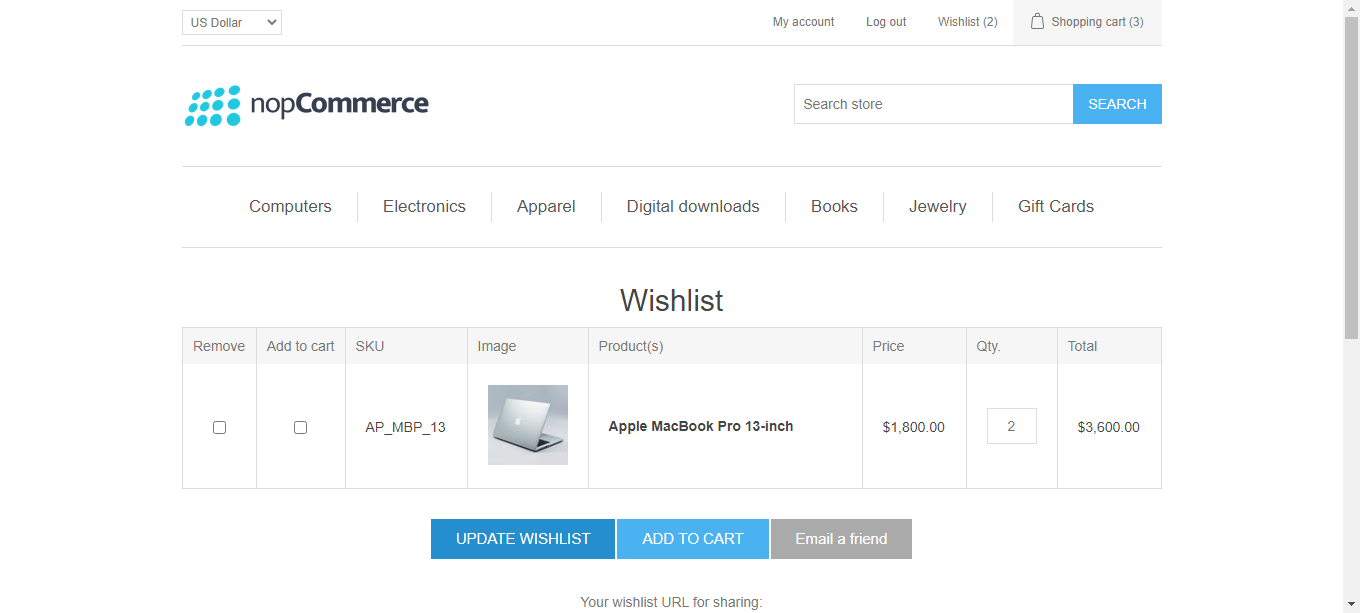 US Dollar My account Log out Wishlist (2) Shopping cart (3)
nopCommerce Search store SEARCH
Computers Electronics Apparel Digital downloads Books Jewelry Gift Cards
Wishlist
Remove Add to cart SKU Image Product(s) Price Qty. Total
AP_MBP_13 Apple MacBook Pro 13-inch $1,800.00 2 $3,600.00
UPDATE WISHLIST ADD TO CART Email a friend
Your wishlist URL for sharing: